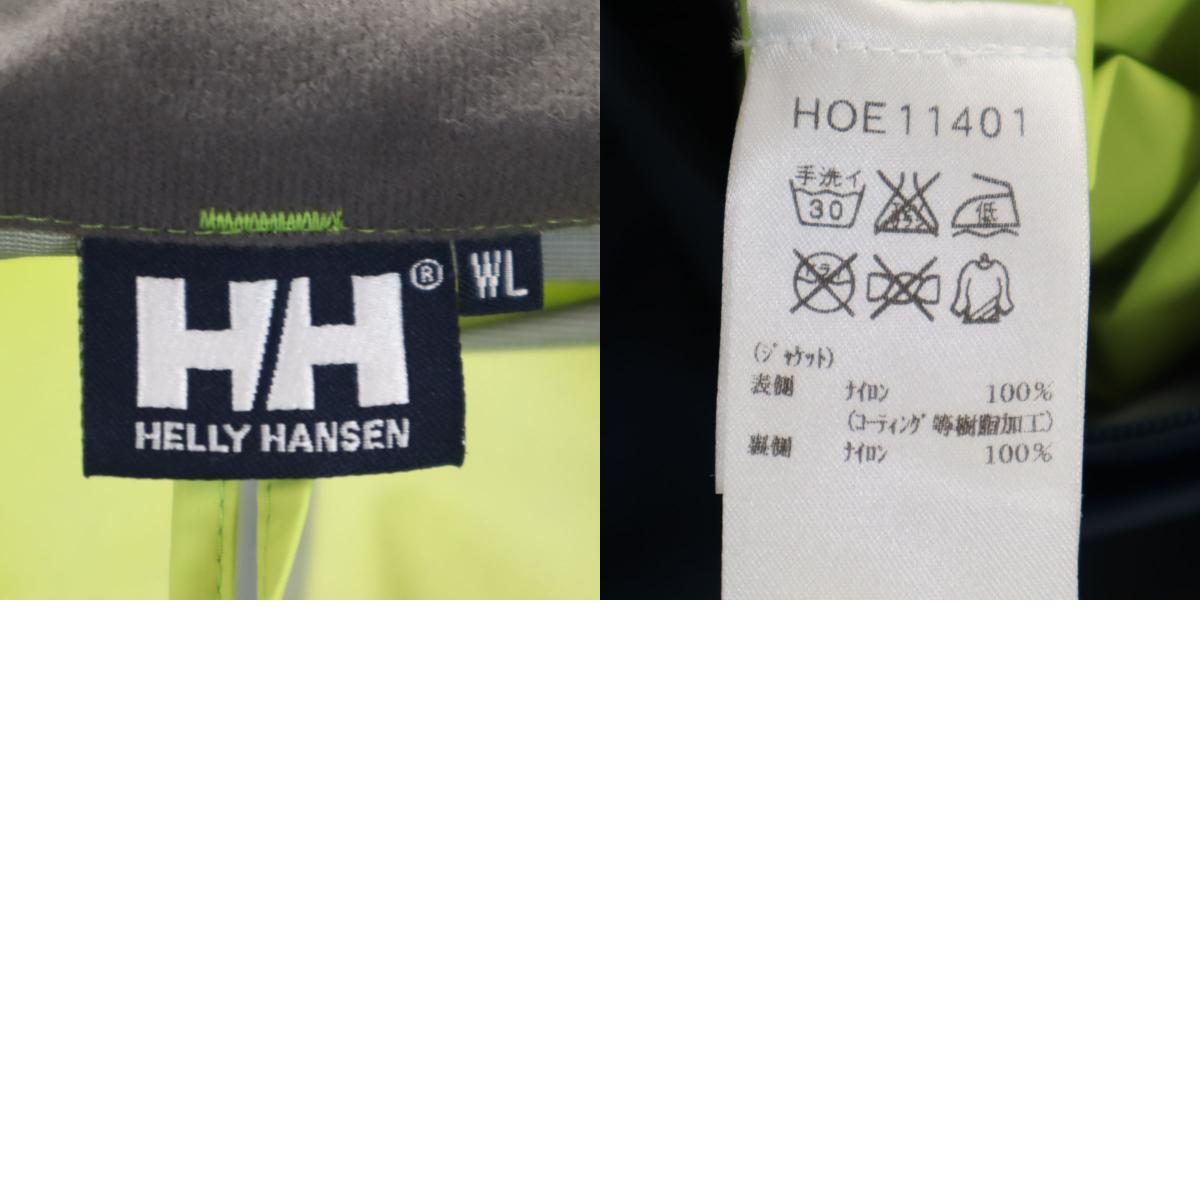 HH®
HELLY HANSEN
WL
HOE11401
手洗イ
30
低
(ジャケット)
表側 ナイロン 100%
(コーティング等樹脂加工)
裏側 ナイロン 100%